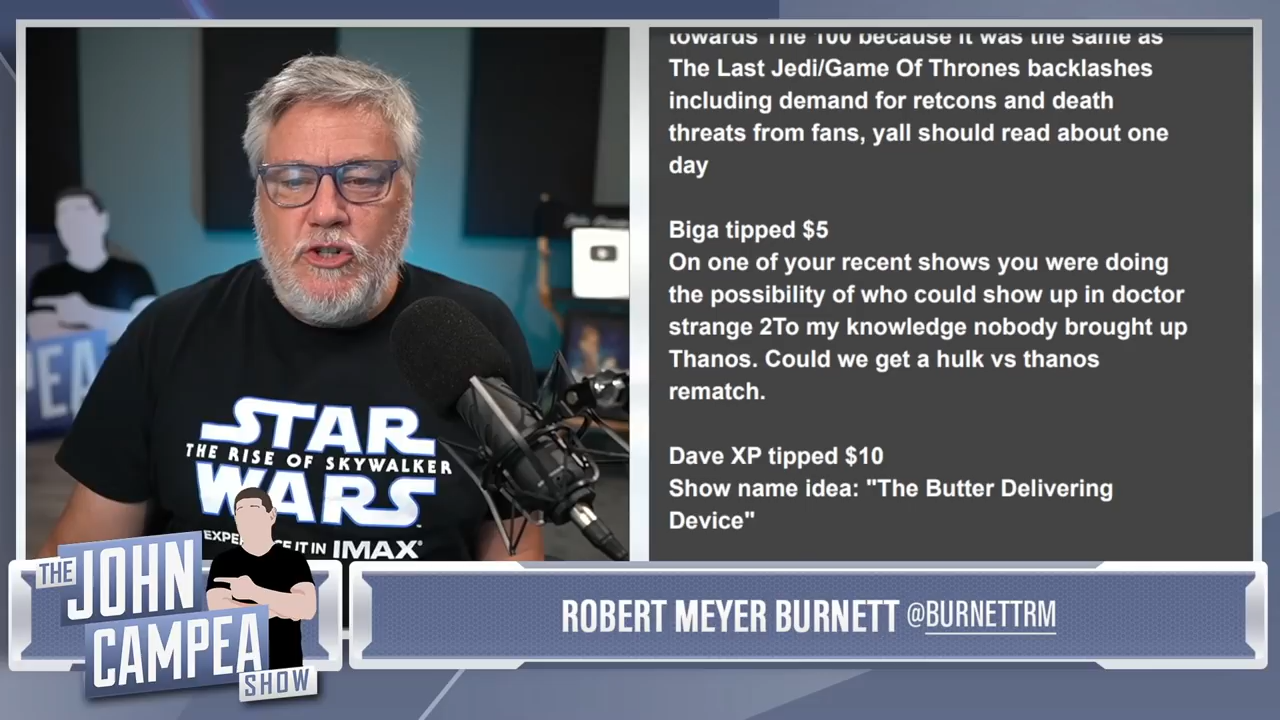 towards The 100 because it was the same as
The Last Jedi/Game Of Thrones backlashes
including demand for retcons and death
threats from fans, yall should read about one
day
Biga tipped $5
On one of your recent shows you were doing
the possibility of who could show up in doctor
strange 2To my knowledge nobody brought up
Thanos. Could we get a hulk vs thanos
rematch.
Dave XP tipped $10
Show name idea: "The Butter Delivering
Device"
STAR
THE RISE OF SKYWALKER
WARS
IT IN IMAX
THE
JOHN
CAMPEA
SHOW
ROBERT MEYER BURNETT @BURNETTRM